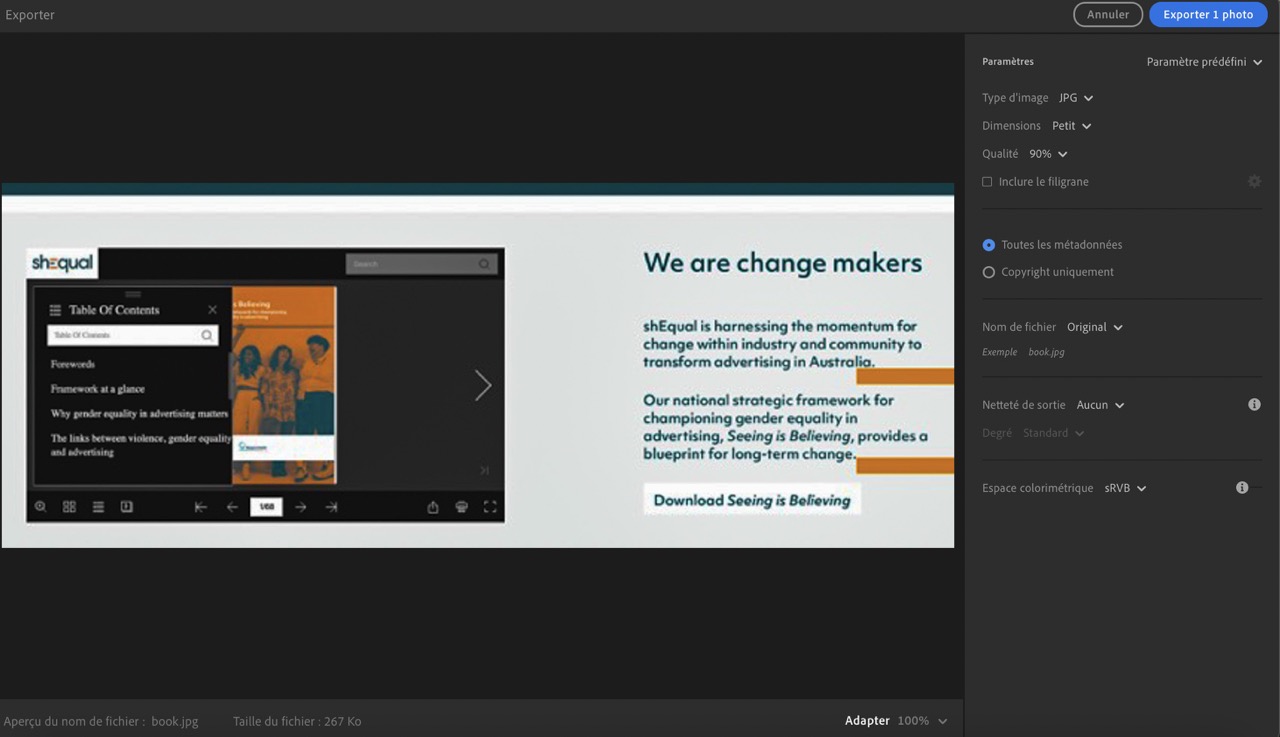 Exporter
Annuler
Exporter 1 photo
Paramètres
Paramètre prédéfini
Type d'image JPG
Dimensions Petit
Qualité 90%
Inclure le filigrane
Toutes les métadonnées
Copyright uniquement
Nom de fichier Original
Exemple book.jpg
Netteté de sortie Aucun
Degré Standard
Espace colorimétrique sRVB
shEqual
Search
Table Of Contents
Table Of Contents
Forewords
Framework at a glance
Why gender equality in advertising matters
The links between violence, gender equality
and advertising
Believing
1/68
We are change makers
shEqual is harnessing the momentum for
change within industry and community to
transform advertising in Australia.
Our national strategic framework for
championing gender equality in
advertising, Seeing is Believing, provides a
blueprint for long-term change.
Download Seeing is Believing
Aperçu du nom de fichier : book.jpg
Taille du fichier : 267 Ko
Adapter 100%